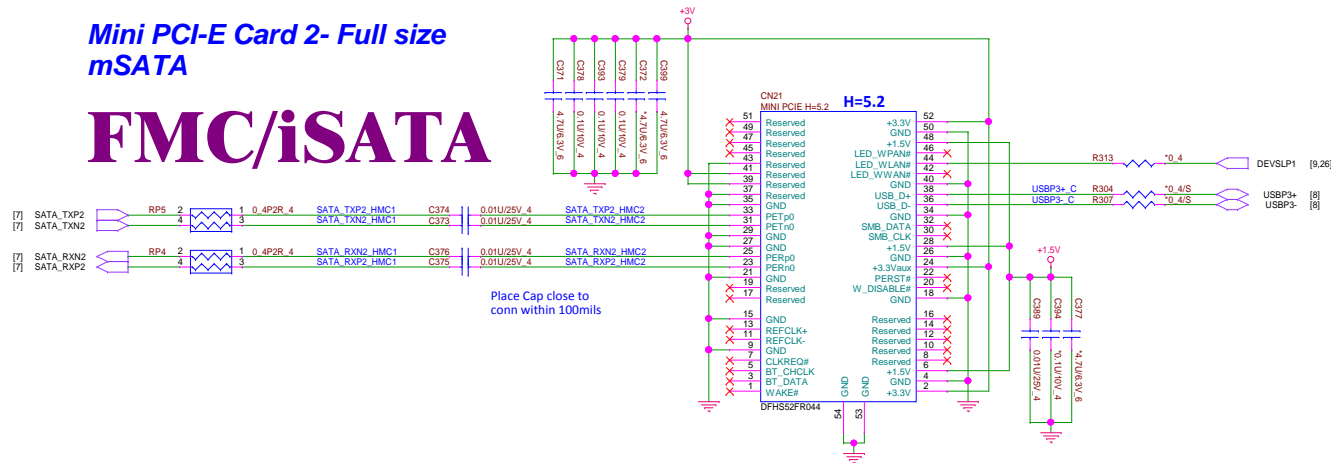 Mini PCI-E Card 2- Full size
mSATA
FMC/iSATA
+3V
C371
C378
C393
C379
C372
C399
4.7U/6.3V_6
0.1U/10V_4
0.1U/10V_4
0.1U/10V_4
*4.7U/6.3V_6
4.7U/6.3V_6
CN21
MINI PCIE H=5.2
H=5.2
51 Reserved
49 Reserved
47 Reserved
45 Reserved
43 Reserved
41 Reserved
39 Reserved
37 Reserved
35 GND
33 GND
31 PETp0
29 PETn0
27 GND
25 GND
23 PERp0
21 PERn0
19 GND
17 Reserved
Reserved
15 GND
13 REFCLK+
11 REFCLK-
9 GND
7 CLKREQ#
5 BT_CHCLK
3 BT_DATA
1 WAKE#
+3.3V 52
GND 50
+1.5V 48
LED_WPAN# 46
LED_WLAN# 44
LED_WWAN# 42
GND 40
USB_D+ 38
USB_D- 36
GND 34
SMB_DATA 32
SMB_CLK 30
+1.5V 28
GND 26
+3.3Vaux 24
PERST# 22
W_DISABLE# 20
GND 18
Reserved 16
Reserved 14
Reserved 12
Reserved 10
Reserved 8
+1.5V 6
GND 4
+3.3V 2
GND
GND
54
53
DFHS52FR044
[7] SATA_TXP2 RP5 2 1 0_4P2R_4 SATA_TXP2_HMC1 C374 0.01U/25V_4 SATA_TXP2_HMC2
[7] SATA_TXN2 4 3 SATA_TXN2_HMC1 C373 0.01U/25V_4 SATA_TXN2_HMC2
[7] SATA_RXN2 RP4 2 1 0_4P2R_4 SATA_RXN2_HMC1 C376 0.01U/25V_4 SATA_RXN2_HMC2
[7] SATA_RXP2 4 3 SATA_RXP2_HMC1 C375 0.01U/25V_4 SATA_RXP2_HMC2
Place Cap close to
conn within 100mils
R313 *0_4 DEVSLP1 [9,26]
USBP3+_C R304 *0_4/S USBP3+ [8]
USBP3-_C R307 *0_4/S USBP3- [8]
+1.5V
C389
C394
C377
0.01U/25V_4
*0.1U/10V_4
*4.7U/6.3V_6